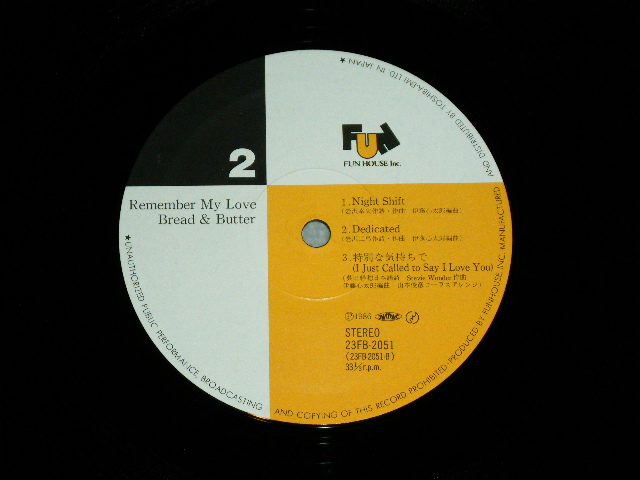 2
FUN
FUN HOUSE Inc.
Remember My Love
Bread & Butter
1. Night Shift
2. Dedicated
3. 特別な気持ちで
(I Just Called to Say I Love You)
Stevie Wonder 作曲
Ⓟ1986
STEREO
23FB-2051
(23FB-2051-B)
33⅓r.p.m.
★UNAUTHORIZED PUBLIC PERFORMANCE, BROADCASTING AND COPYING OF THIS RECORD PROHIBITED. PRODUCED BY FUNHOUSE INC. MANUFACTURED AND DISTRIBUTED BY TOSHIBA-EMI LTD. IN JAPAN★